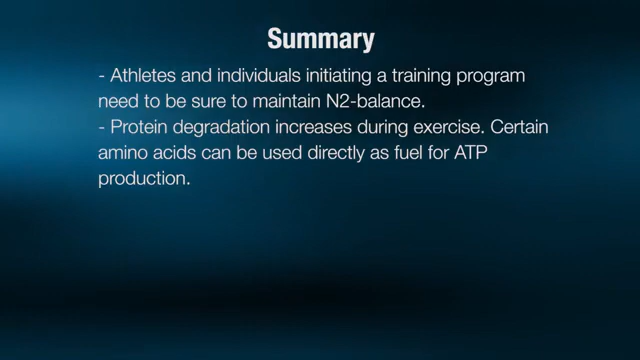 Summary
- Athletes and individuals initiating a training program
need to be sure to maintain N2-balance.
- Protein degradation increases during exercise. Certain
amino acids can be used directly as fuel for ATP
production.